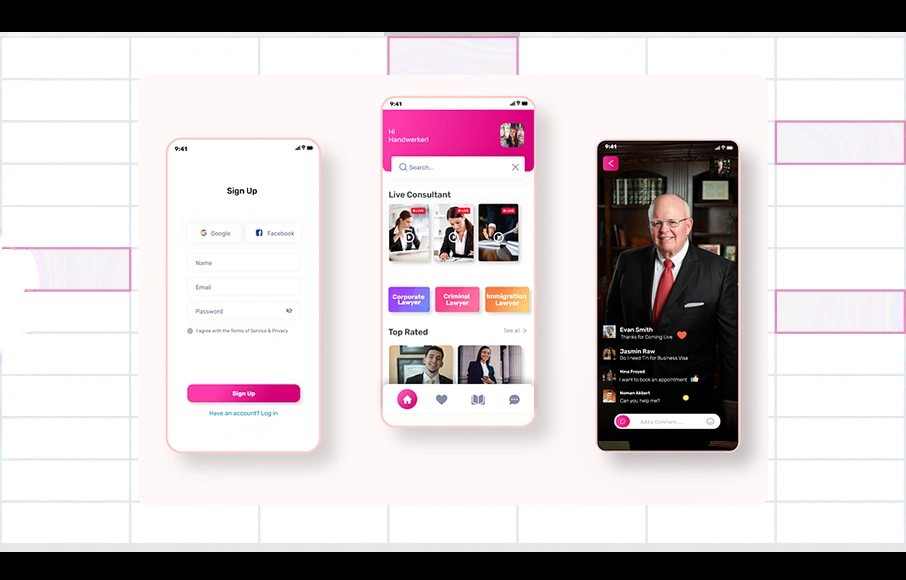 9:41
Sign Up
Google
Facebook
Name
Email
Password
I agree with the Terms of Service & Privacy
Sign Up
Have an account? Log in
9:41
Hi
Handwerker!
Search...
Live Consultant
LIVE
LIVE
LIVE
Corporate
Lawyer
Criminal
Lawyer
Immigration
Lawyer
Top Rated
See all >
9:41
Evan Smith
Thanks for Coming Live
Jasmin Raw
Do I need Tin for Business Visa
Nina Froyed
I want to book an appointment
Noman Akbert
Can you help me!!
Add a Comment......